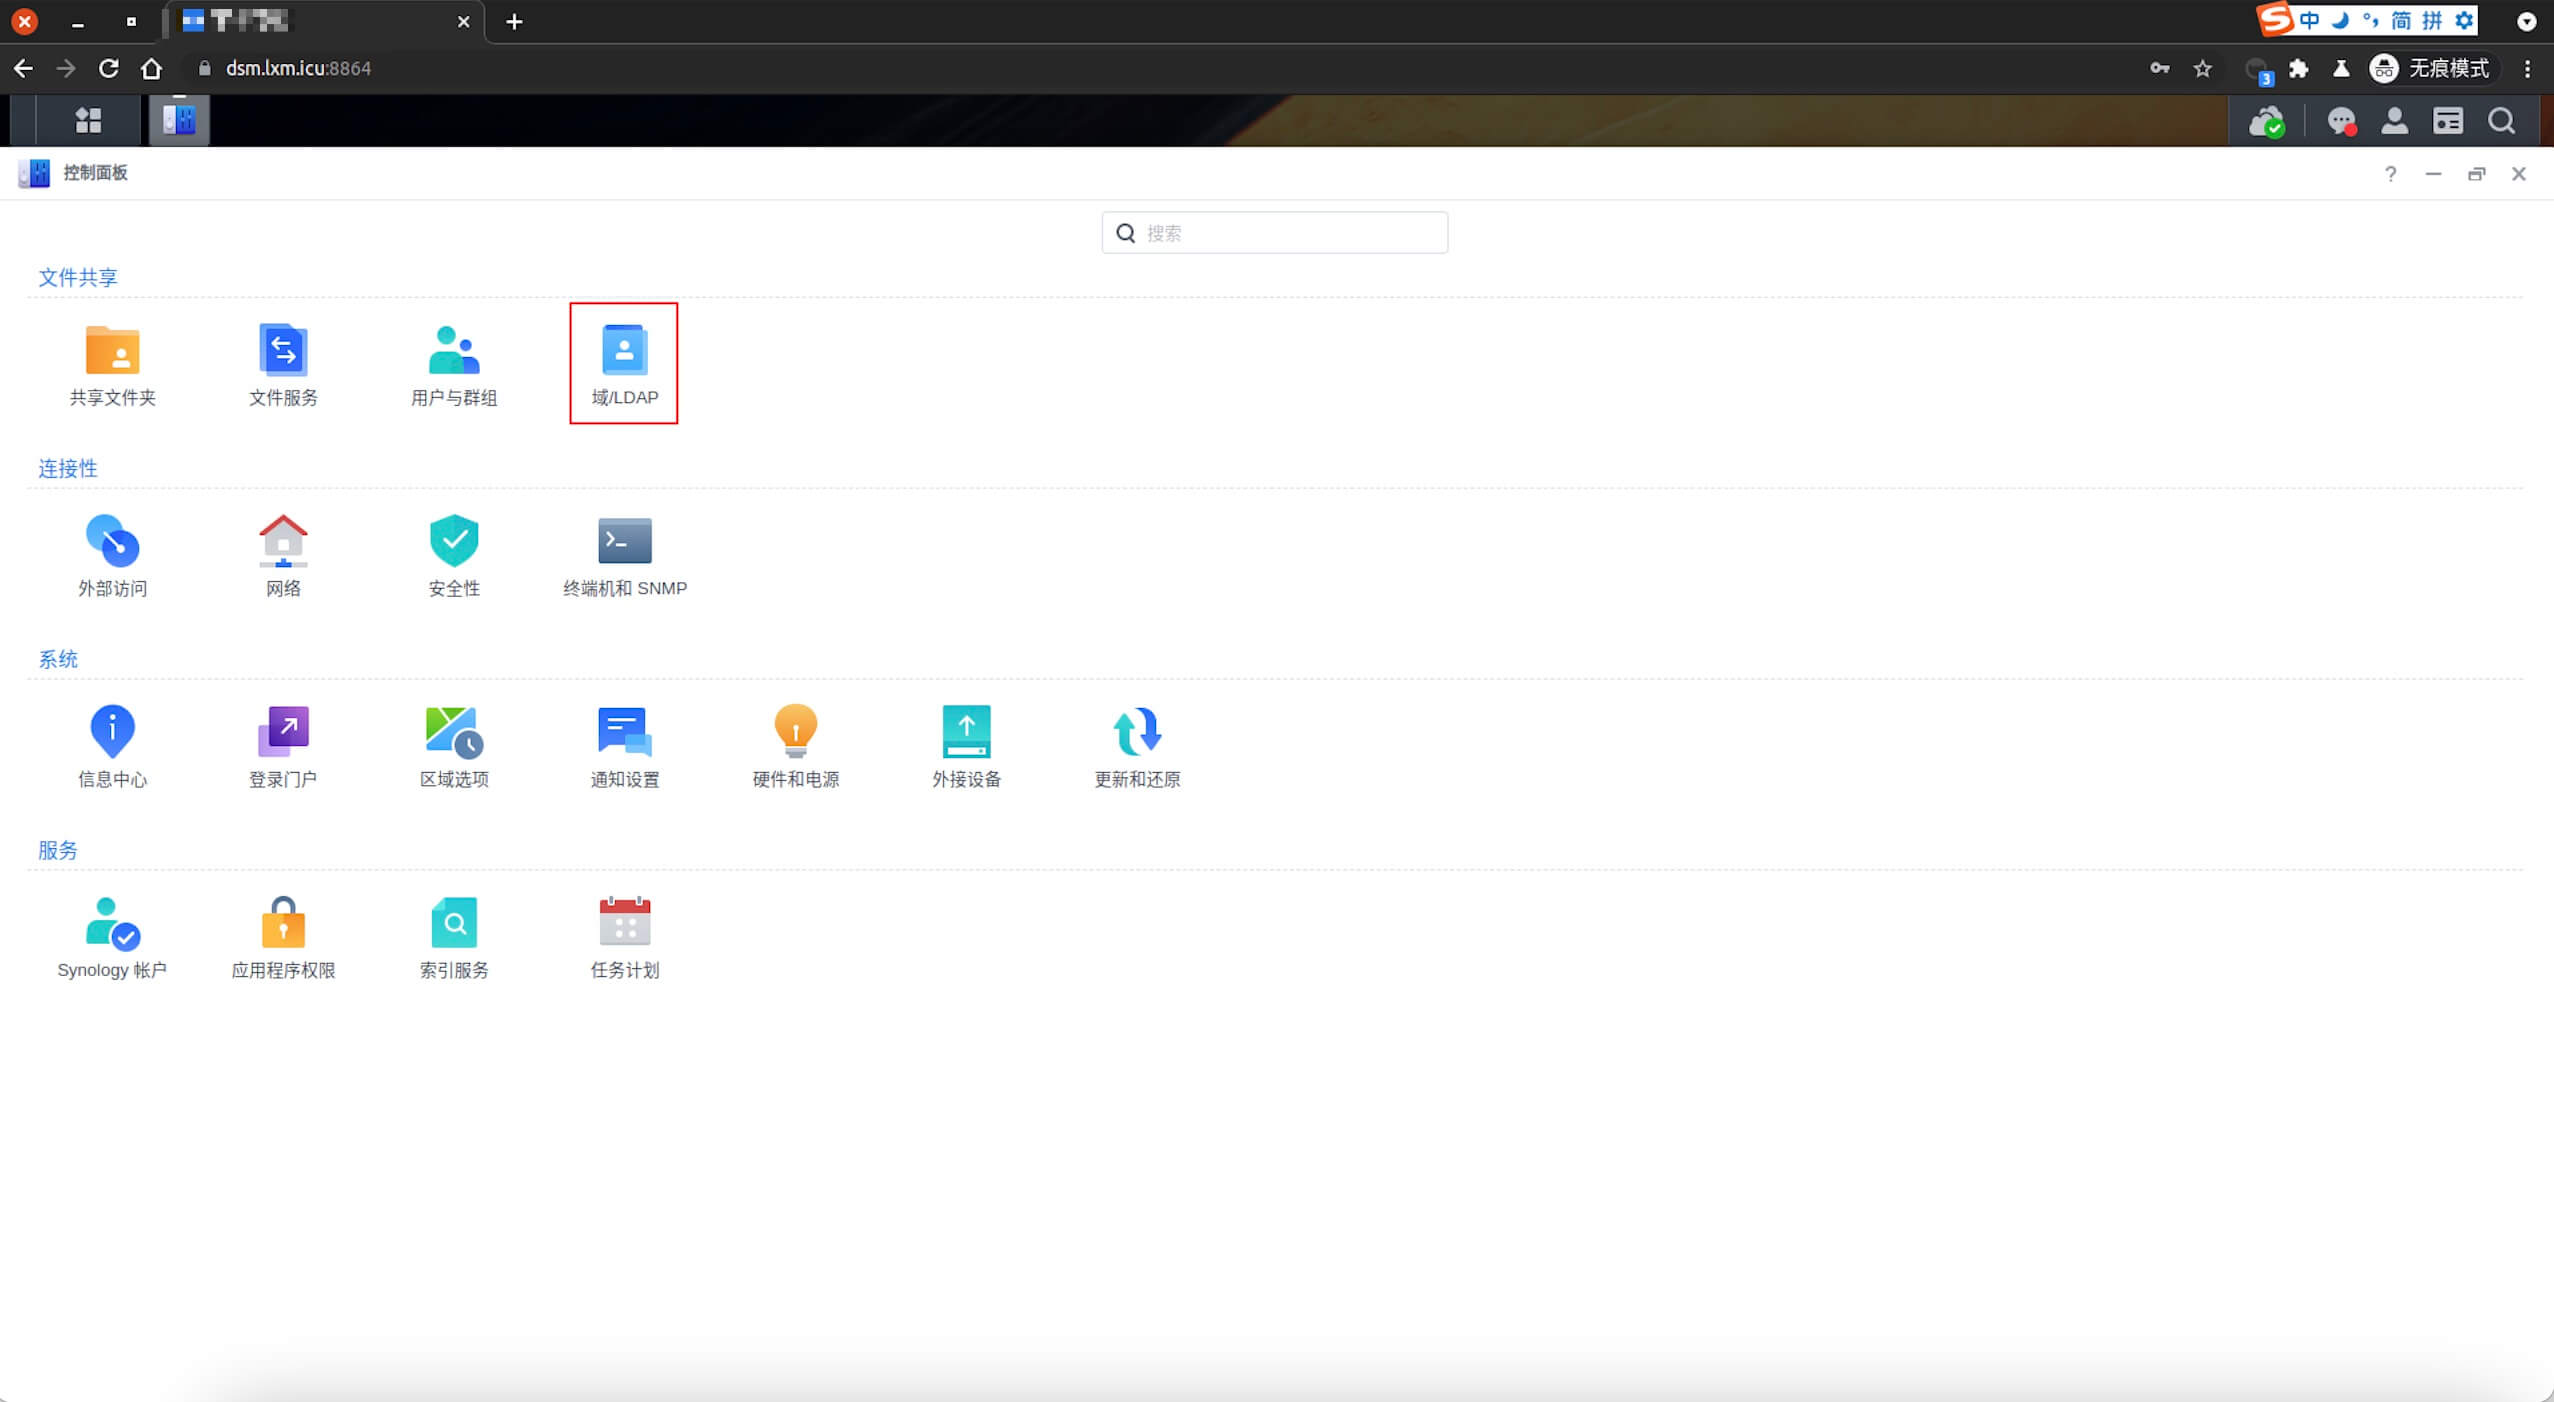 中 简 拼
dsm.lxm.icu:8864
3
无痕模式
控制面板
搜索
文件共享
共享文件夹 文件服务 用户与群组 域/LDAP
连接性
外部访问 网络 安全性 终端机和 SNMP
系统
信息中心 登录门户 区域选项 通知设置 硬件和电源 外接设备 更新和还原
服务
Synology 帐户 应用程序权限 索引服务 任务计划